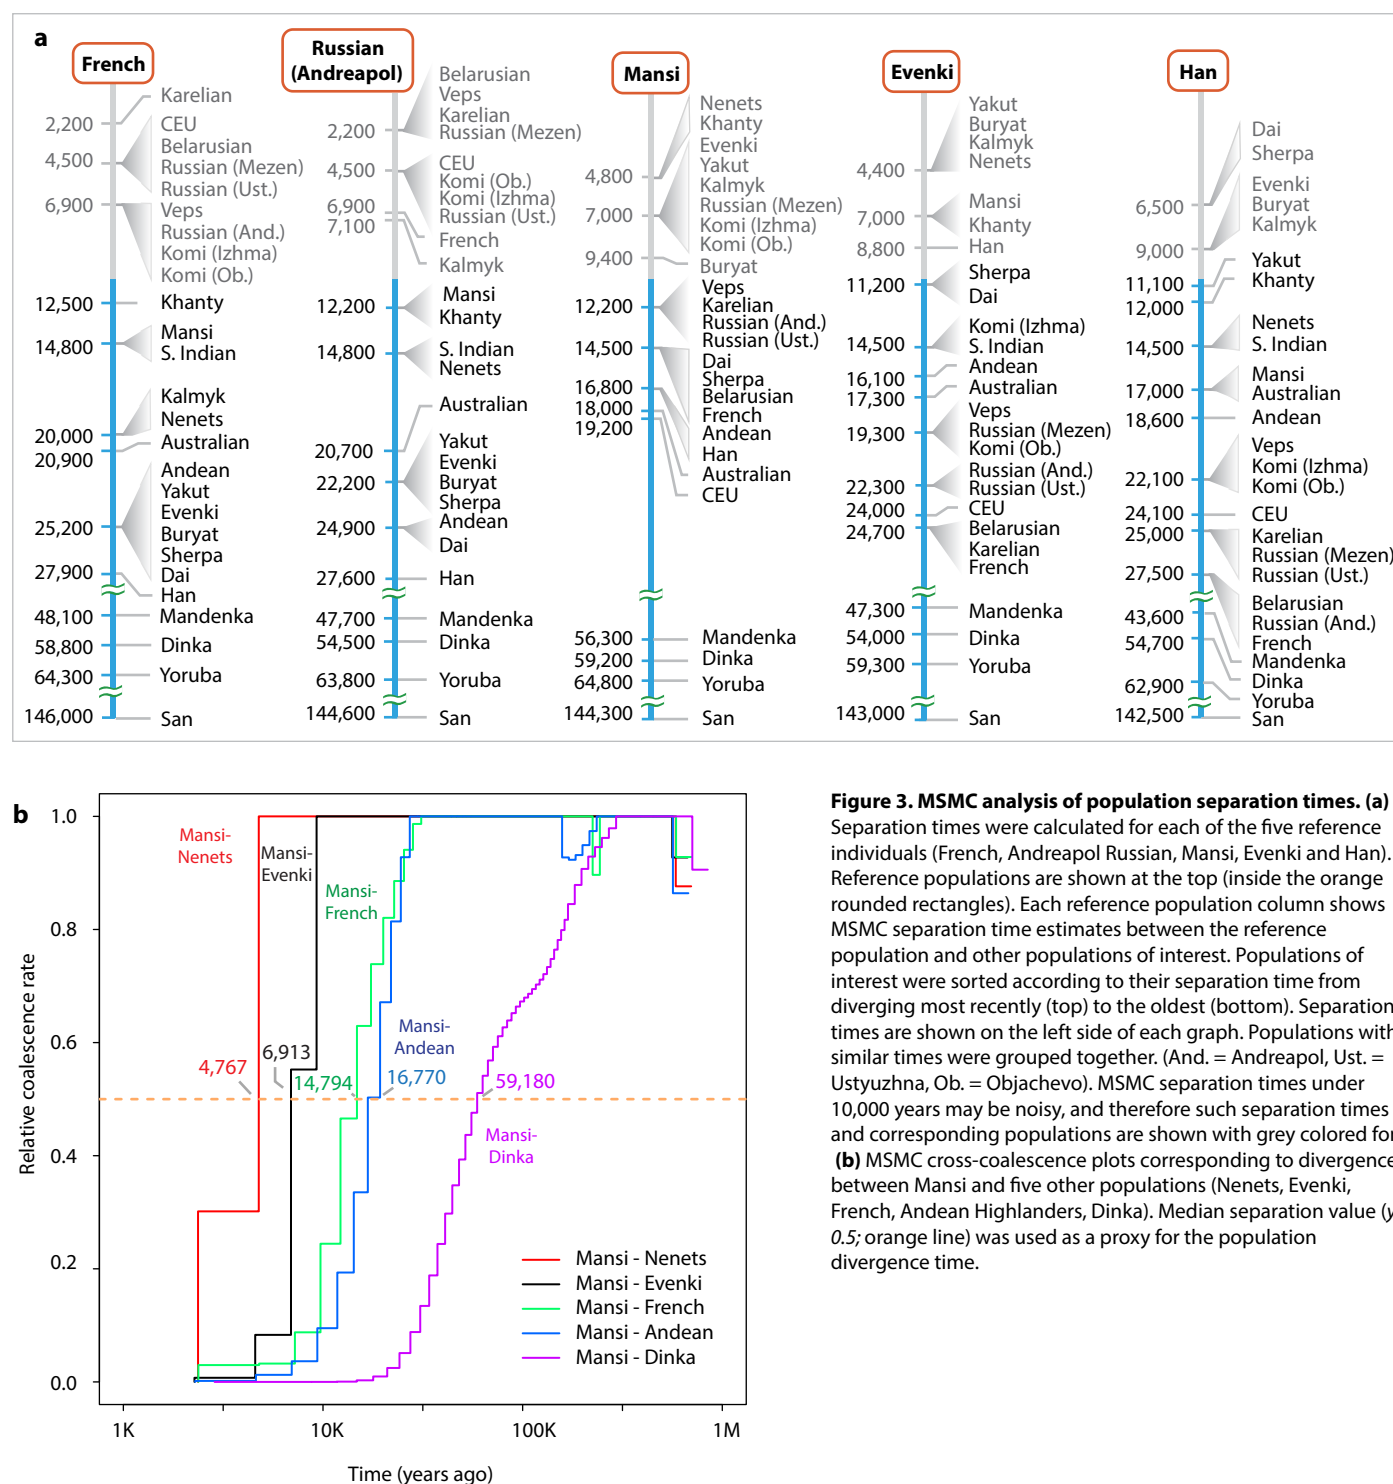 a
French
2,200
4,500
6,900
12,500
14,800
20,000
20,900
25,200
27,900
48,100
58,800
64,300
146,000
Karelian
CEU
Belarusian
Russian (Mezen)
Russian (Ust.)
Veps
Russian (And.)
Komi (Izhma)
Komi (Ob.)
Khanty
Mansi
S. Indian
Kalmyk
Nenets
Australian
Andean
Yakut
Evenki
Buryat
Sherpa
Dai
Han
Mandenka
Dinka
Yoruba
San
Russian
(Andreapol)
2,200
4,500
6,900
7,100
12,200
14,800
20,700
22,200
24,900
27,600
47,700
54,500
63,800
144,600
Belarusian
Veps
Karelian
Russian (Mezen)
CEU
Komi (Ob.)
Komi (Izhma)
Russian (Ust.)
French
Kalmyk
Mansi
Khanty
S. Indian
Nenets
Australian
Yakut
Evenki
Buryat
Sherpa
Andean
Dai
Han
Mandenka
Dinka
Yoruba
San
Mansi
4,800
7,000
9,400
12,200
14,500
16,800
18,000
19,200
56,300
59,200
64,800
144,300
Nenets
Khanty
Evenki
Yakut
Kalmyk
Russian (Mezen)
Komi (Izhma)
Komi (Ob.)
Buryat
Veps
Karelian
Russian (And.)
Russian (Ust.)
Dai
Sherpa
Belarusian
French
Andean
Han
Australian
CEU
Mandenka
Dinka
Yoruba
San
Evenki
4,400
7,000
8,800
11,200
14,500
16,100
17,300
19,300
22,300
24,000
24,700
47,300
54,000
59,300
143,000
Yakut
Buryat
Kalmyk
Nenets
Mansi
Khanty
Han
Sherpa
Dai
Komi (Izhma)
S. Indian
Andean
Australian
Veps
Russian (Mezen)
Komi (Ob.)
Russian (And.)
Russian (Ust.)
CEU
Belarusian
Karelian
French
Mandenka
Dinka
Yoruba
San
Han
6,500
9,000
11,100
12,000
14,500
17,000
18,600
22,100
24,100
25,000
27,500
43,600
54,700
62,900
142,500
Dai
Sherpa
Evenki
Buryat
Kalmyk
Yakut
Khanty
Nenets
S. Indian
Mansi
Australian
Andean
Veps
Komi (Izhma)
Komi (Ob.)
CEU
Karelian
Russian (Mezen)
Russian (Ust.)
Belarusian
Russian (And.)
French
Mandenka
Dinka
Yoruba
San
b
Relative coalescence rate
1.0
0.8
0.6
0.4
0.2
0.0
Mansi-
Nenets
Mansi-
Evenki
Mansi-
French
Mansi-
Andean
Mansi-
Dinka
4,767
6,913
14,794
16,770
59,180
Mansi - Nenets
Mansi - Evenki
Mansi - French
Mansi - Andean
Mansi - Dinka
1K
10K
100K
1M
Time (years ago)
Figure 3. MSMC analysis of population separation times. (a)
Separation times were calculated for each of the five reference
individuals (French, Andreapol Russian, Mansi, Evenki and Han).
Reference populations are shown at the top (inside the orange
rounded rectangles). Each reference population column shows
MSMC separation time estimates between the reference
population and other populations of interest. Populations of
interest were sorted according to their separation time from
diverging most recently (top) to the oldest (bottom). Separation
times are shown on the left side of each graph. Populations with
similar times were grouped together. (And. = Andreapol, Ust. =
Ustyuzhna, Ob. = Objachevo). MSMC separation times under
10,000 years may be noisy, and therefore such separation times
and corresponding populations are shown with grey colored
(b) MSMC cross-coalescence plots corresponding to divergence
between Mansi and five other populations (Nenets, Evenki,
French, Andean Highlanders, Dinka). Median separation value (
0.5; orange line) was used as a proxy for the population
divergence time.